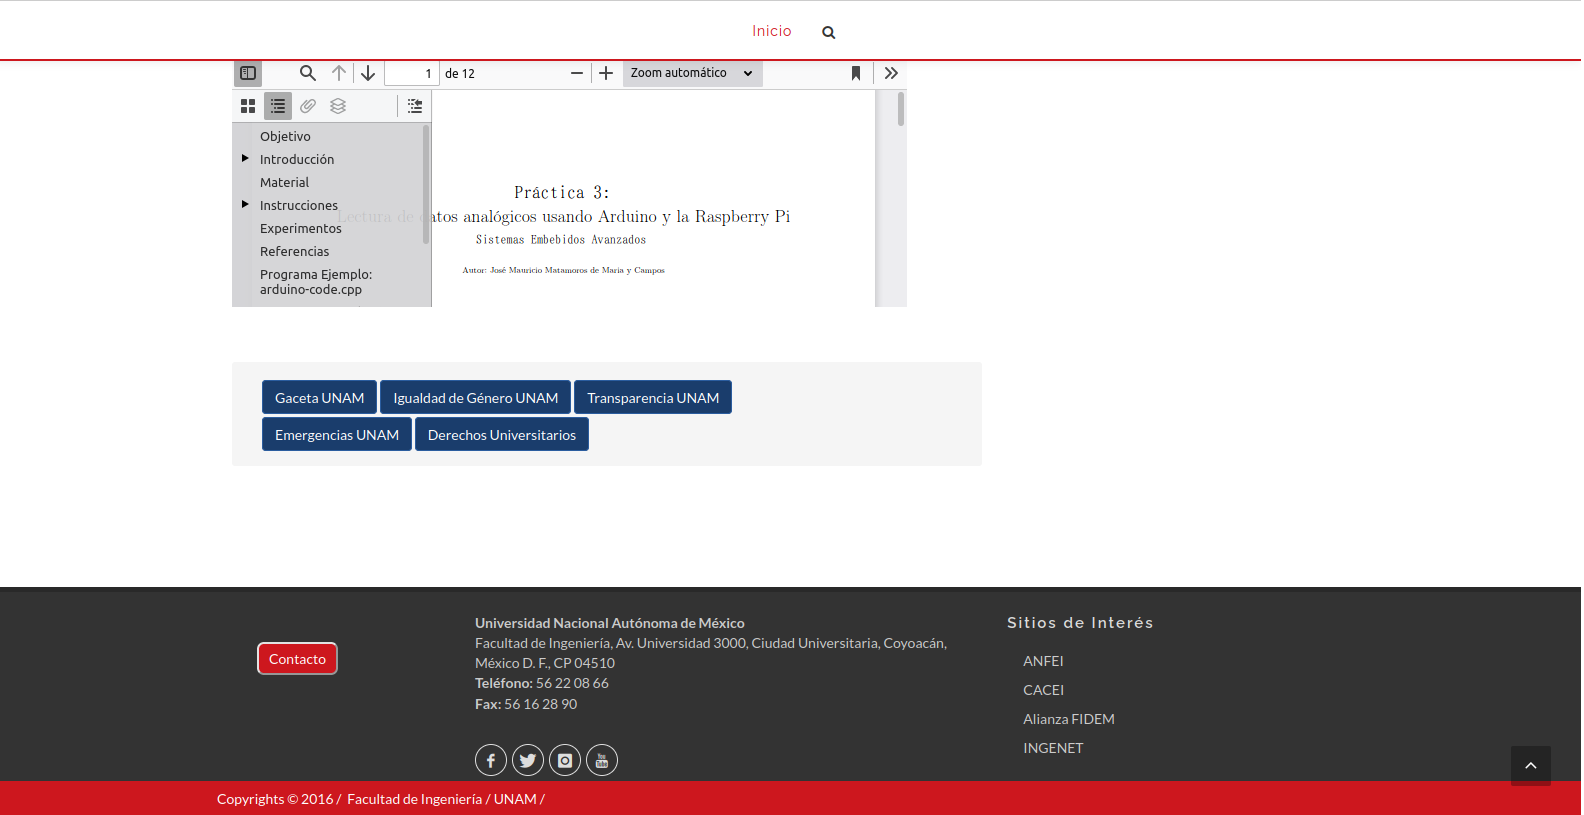 Inicio
1 de 12
Zoom automático
Objetivo
Introducción
Material
Instrucciones
Experimentos
Referencias
Programa Ejemplo:
arduino-code.cpp
Práctica 3:
Lectura de datos analógicos usando Arduino y la Raspberry Pi
Sistemas Embebidos Avanzados
Autor: José Mauricio Matamoros de Maria y Campos
Gaceta UNAM
Igualdad de Género UNAM
Transparencia UNAM
Emergencias UNAM
Derechos Universitarios
Contacto
Universidad Nacional Autónoma de México
Facultad de Ingeniería, Av. Universidad 3000, Ciudad Universitaria, Coyoacán,
México D. F., CP 04510
Teléfono: 56 22 08 66
Fax: 56 16 28 90
You
Tube
Sitios de Interés
ANFEI
CACEI
Alianza FIDEM
INGENET
Copyrights © 2016 / Facultad de Ingeniería / UNAM /